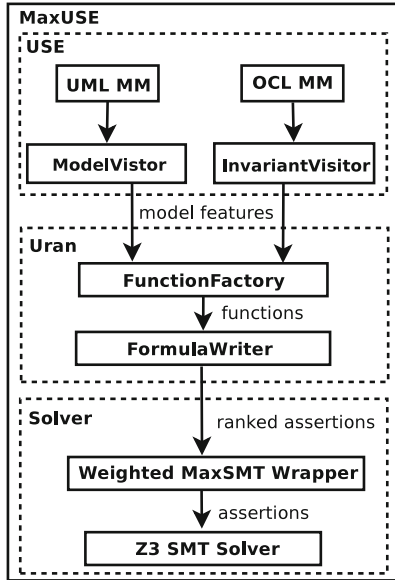 MaxUSE
USE
UML MM
OCL MM
ModelVistor
InvariantVisitor
model features
Uran
FunctionFactory
functions
FormulaWriter
Solver
ranked assertions
Weighted MaxSMT Wrapper
assertions
Z3 SMT Solver